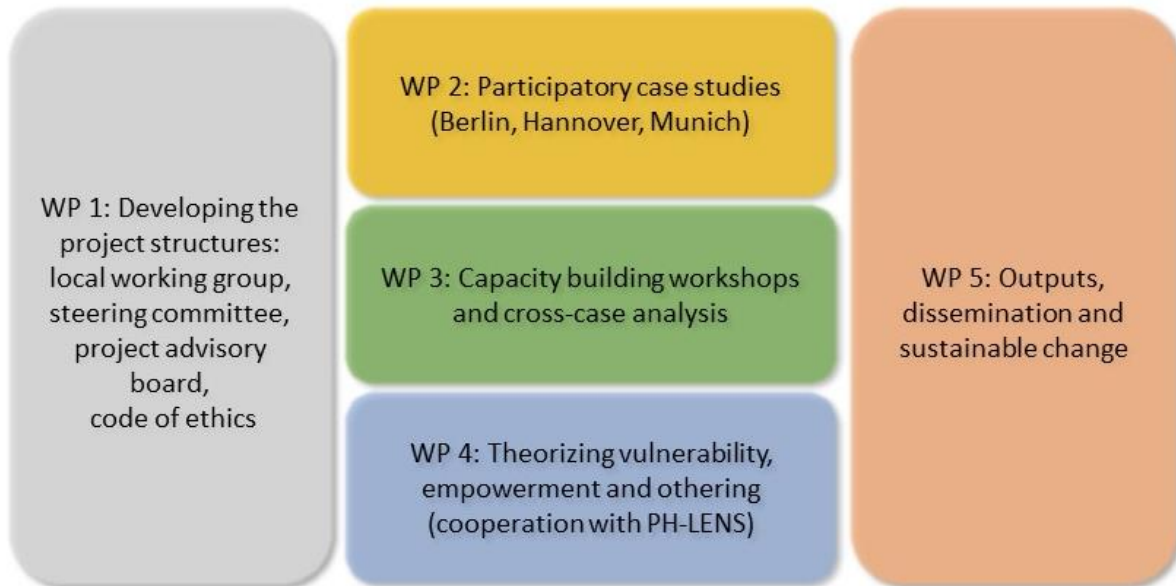 WP 1: Developing the
project structures:
local working group,
steering committee,
project advisory
board,
code of ethics
WP 2: Participatory case studies
(Berlin, Hannover, Munich)
WP 3: Capacity building workshops
and cross-case analysis
WP 4: Theorizing vulnerability,
empowerment and othering
(cooperation with PH-LENS)
WP 5: Outputs,
dissemination and
sustainable change